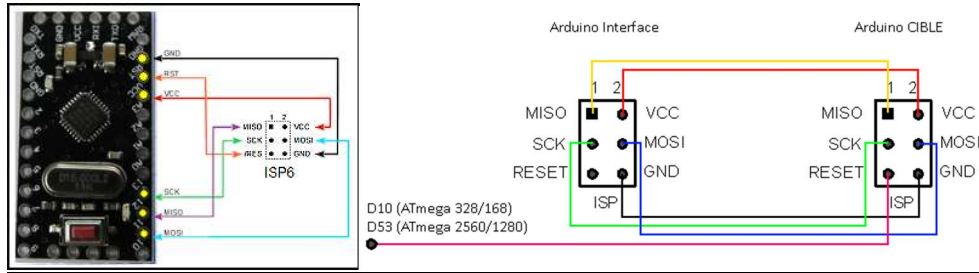 GND
RST
VCC
1 2
MISO VCC
SCK MOSI
/RES GND
ISP6
SCK
MISO
MOSI
D10 (ATmega 328/168)
D53 (ATmega 2560/1280)
Arduino Interface
1 2
MISO VCC
SCK MOSI
RESET GND
ISP
Arduino CIBLE
1 2
MISO VCC
SCK MOSI
RESET GND
ISP